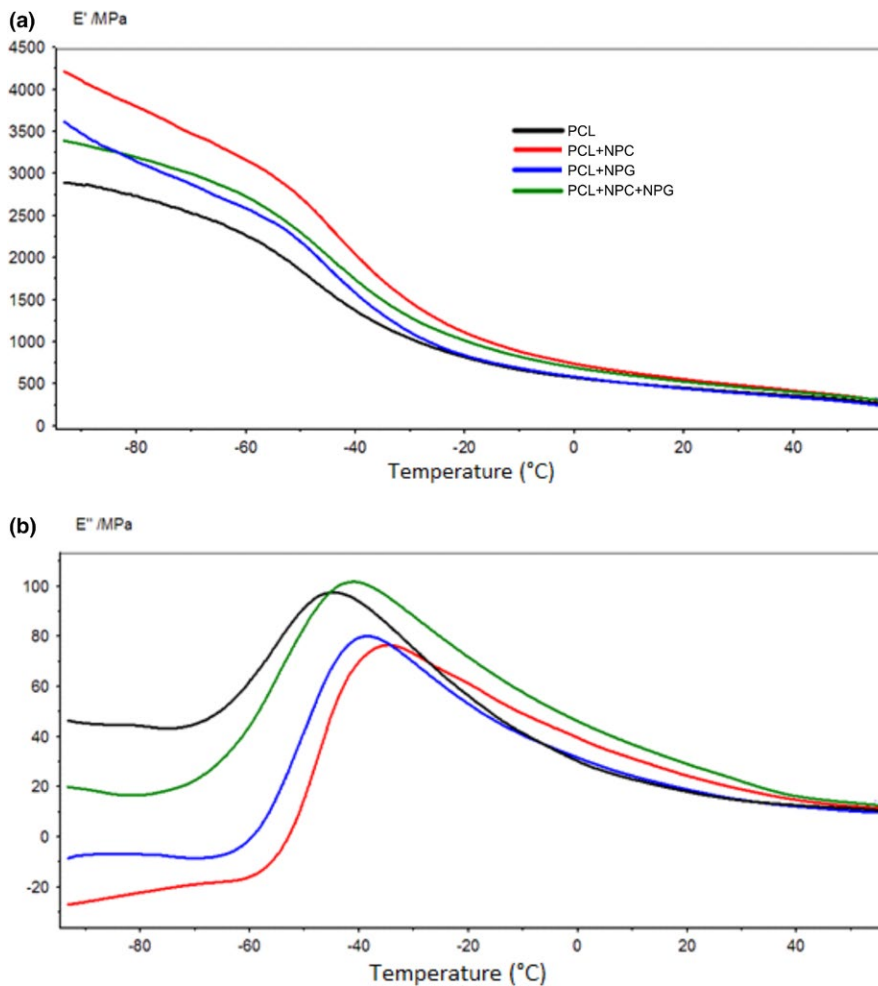 (a)
E' /MPa
4500
4000
3500
3000
2500
2000
1500
1000
500
0
PCL
PCL+NPC
PCL+NPG
PCL+NPC+NPG
-80 -60 -40 -20 0 20 40
Temperature (°C)
(b)
E" /MPa
100
80
60
40
20
0
-20
-80 -60 -40 -20 0 20 40
Temperature (°C)